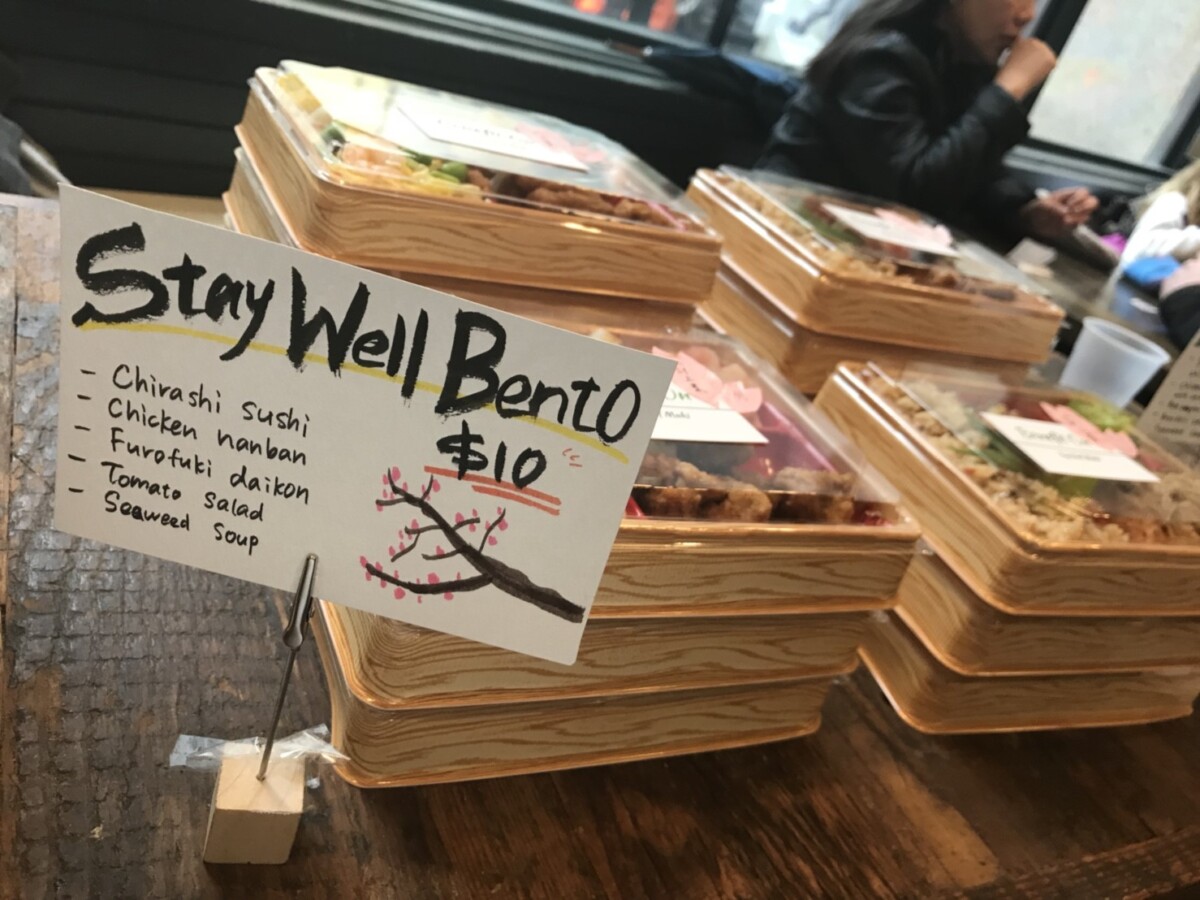 Stay Well Bento
$10
- Chirashi sushi
- Chicken nanban
- Furofuki daikon
- Tomato salad
- Seaweed Soup